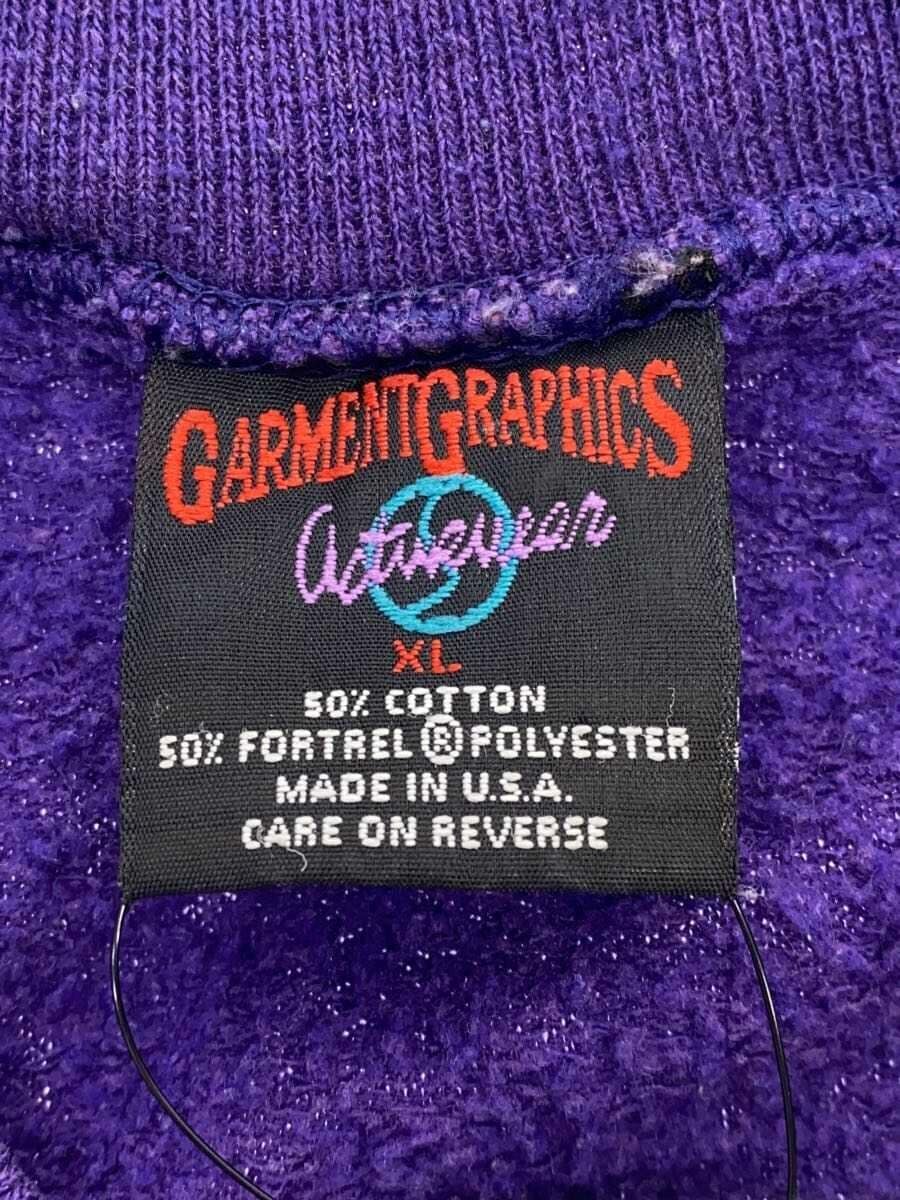 GARMENTGRAPHICS
Activewear
XL
50% COTTON
50% FORTREL®POLYESTER
MADE IN U.S.A.
CARE ON REVERSE